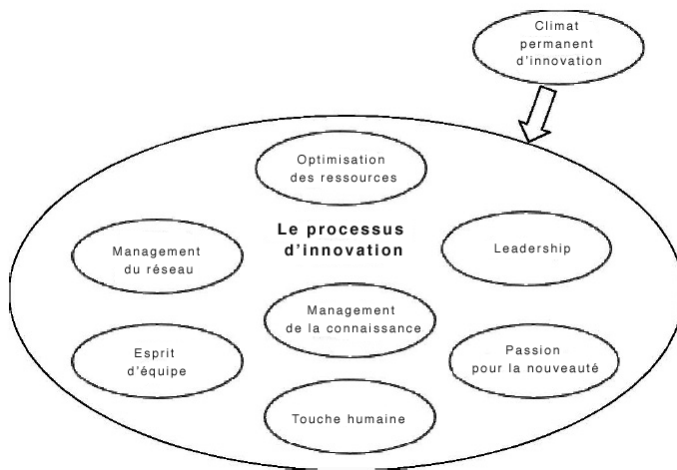 Climat
permanent
d'innovation
Optimisation
des ressources
Le processus
d'innovation
Management
du réseau
Leadership
Management
de la connaissance
Esprit
d'équipe
Passion
pour la nouveauté
Touche humaine